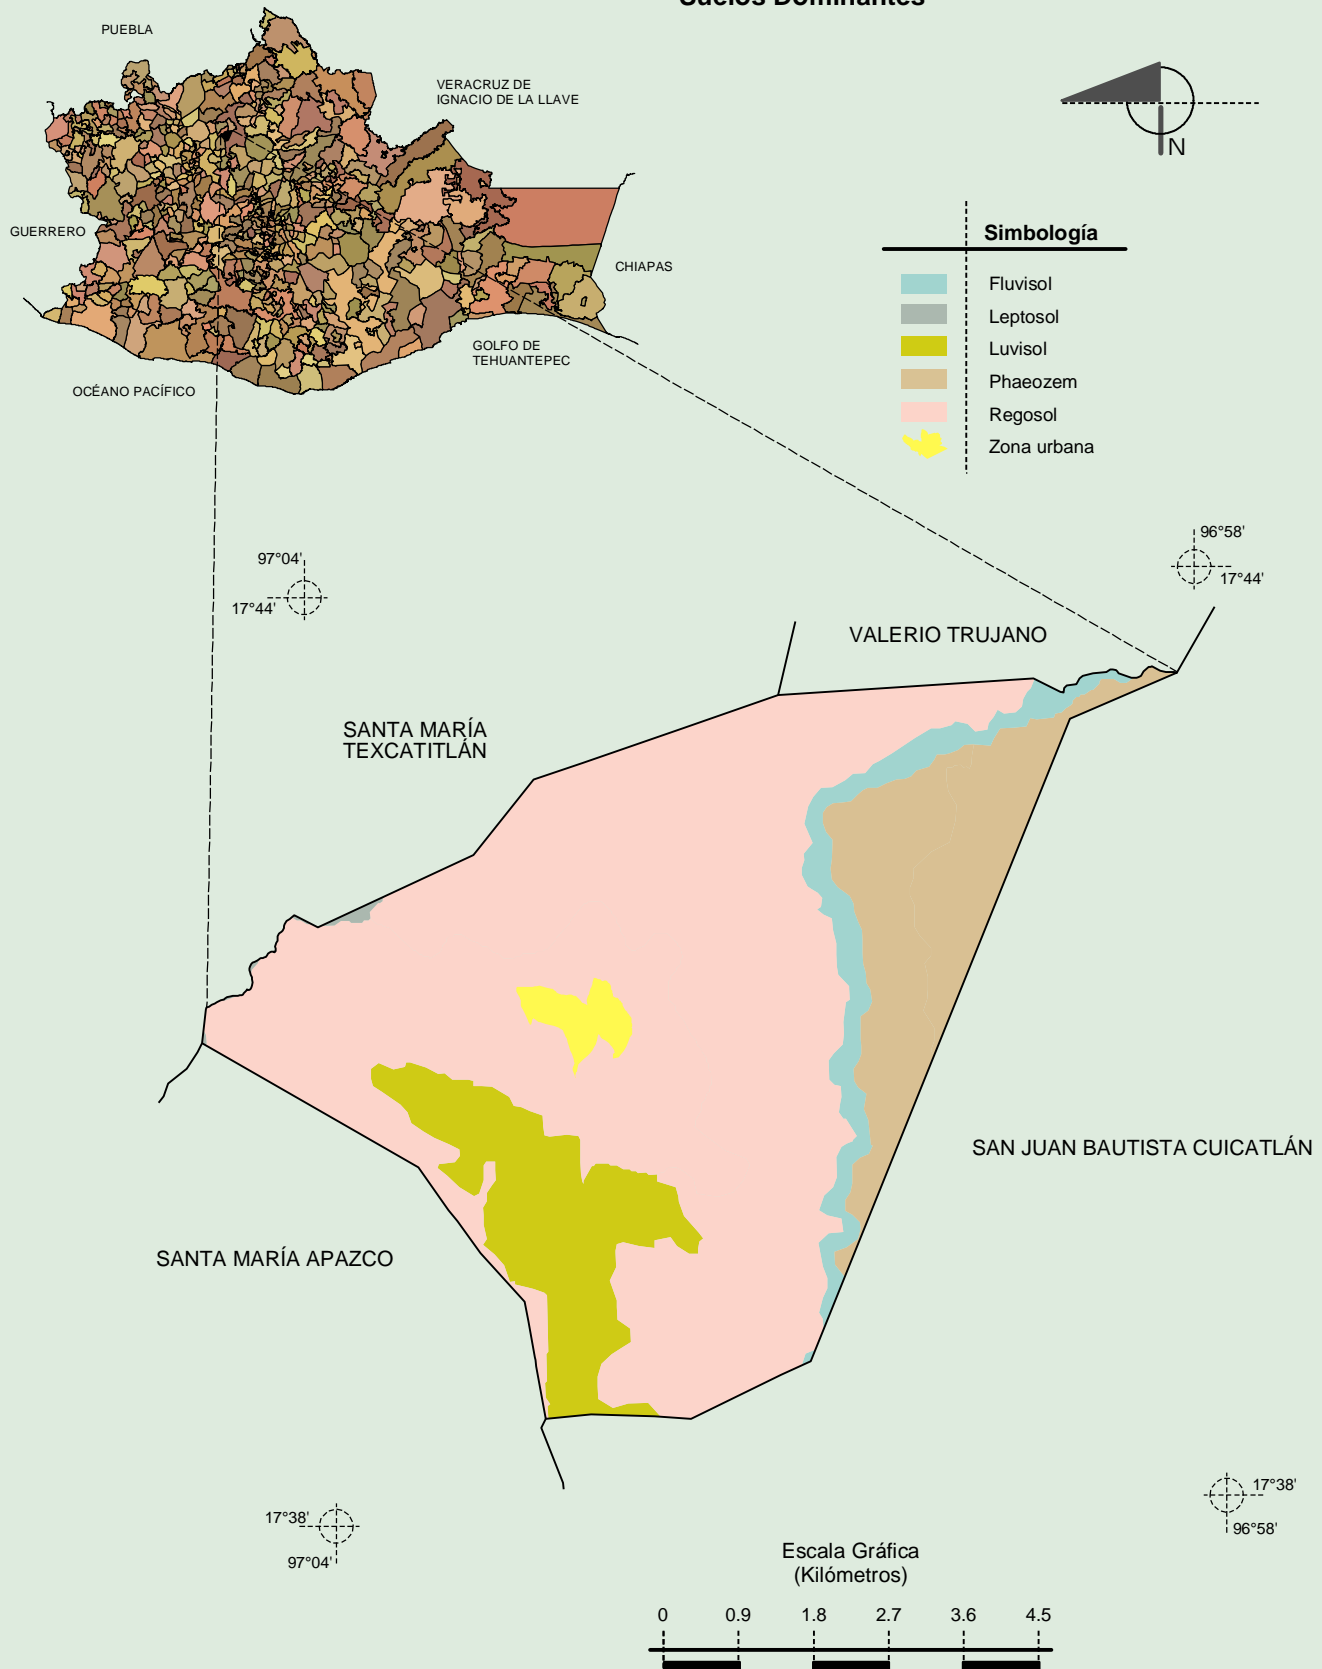 Suelos Dominantes
PUEBLA
VERACRUZ DE
IGNACIO DE LA LLAVE
GUERRERO
CHIAPAS
GOLFO DE
TEHUANTEPEC
OCÉANO PACÍFICO
N
Simbología
Fluvisol
Leptosol
Luvisol
Phaeozem
Regosol
Zona urbana
97°04'
17°44'
96°58'
17°44'
VALERIO TRUJANO
SANTA MARÍA
TEXCATITLÁN
SAN JUAN BAUTISTA CUICATLÁN
SANTA MARÍA APAZCO
17°38'
97°04'
17°38'
96°58'
Escala Gráfica
(Kilómetros)
0 0.9 1.8 2.7 3.6 4.5